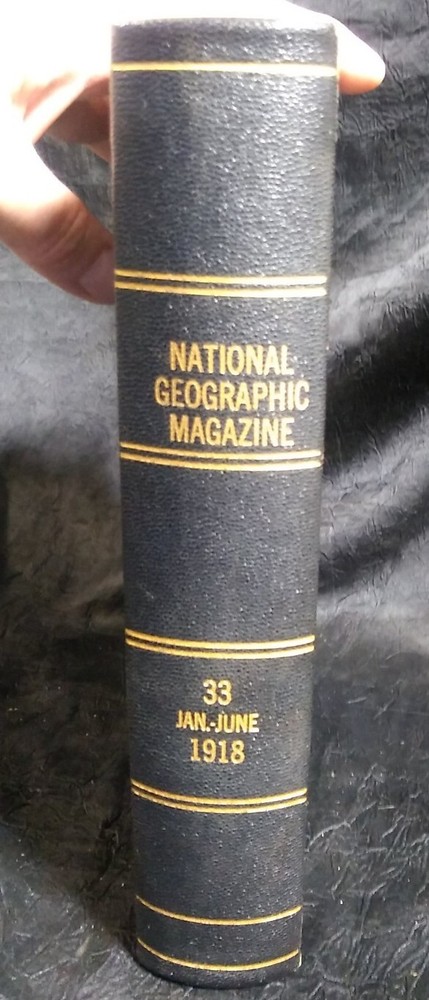 NATIONAL
GEOGRAPHIC
MAGAZINE
33
JAN.-JUNE
1918